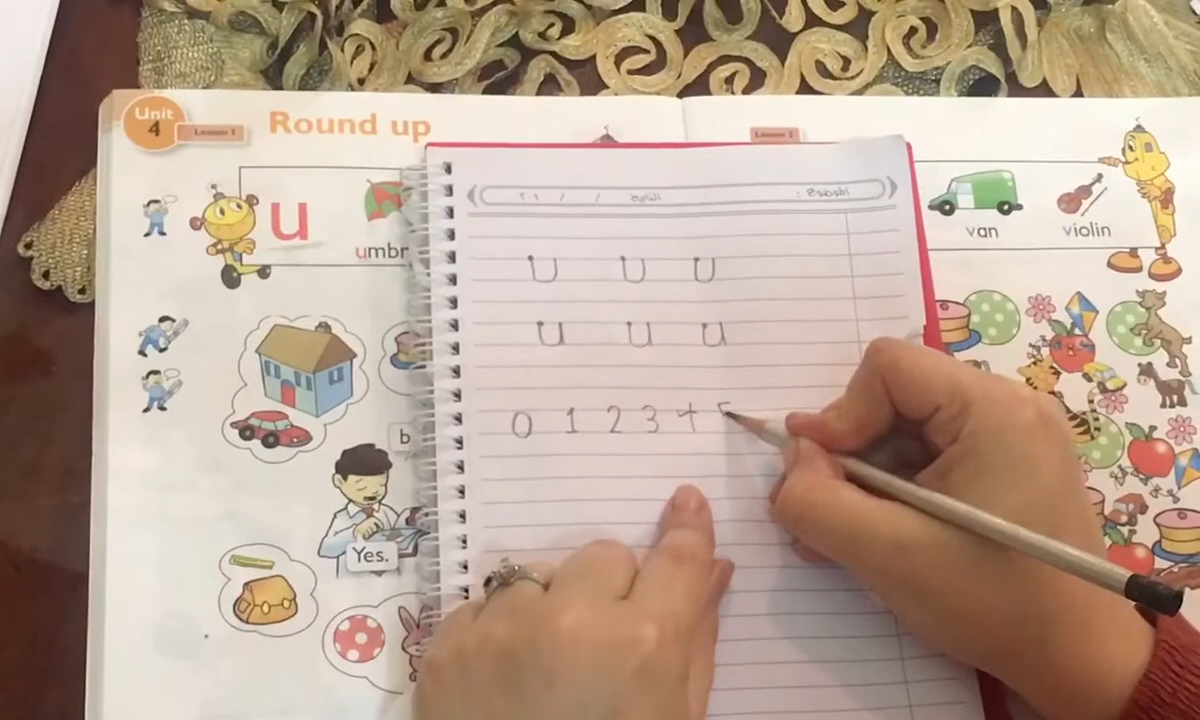 Unit 4
Lesson 1
Round up
Lesson 2
u
umbr
van
violin
الموضوع :
التاريخ / / ٢٠١
U U U
u u u
0 1 2 3 4 5
b
Yes.